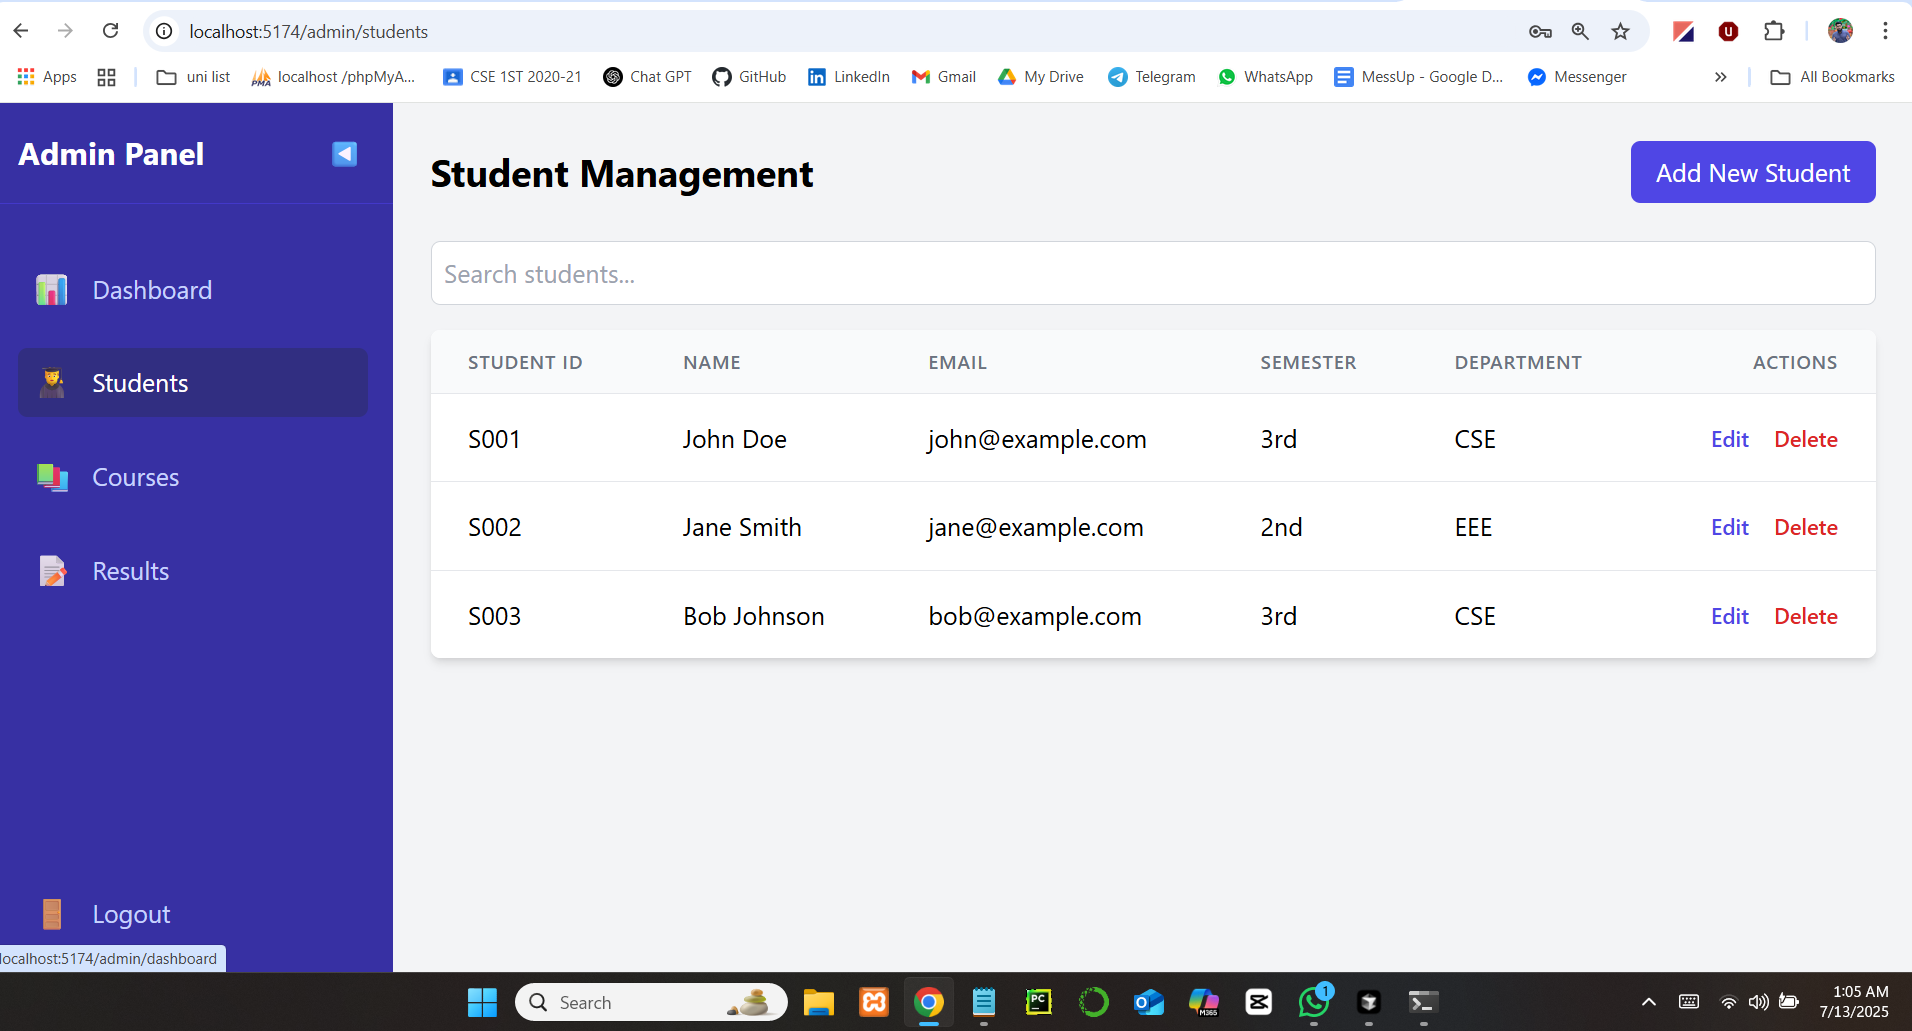 localhost:5174/admin/students
Apps uni list localhost /phpMyA... CSE 1ST 2020-21 Chat GPT GitHub LinkedIn Gmail My Drive Telegram WhatsApp MessUp - Google D... Messenger » All Bookmarks
Admin Panel
Student Management
Add New Student
Search students...
Dashboard
Students
Courses
Results
Logout
STUDENT ID NAME EMAIL SEMESTER DEPARTMENT ACTIONS
S001 John Doe john@example.com 3rd CSE Edit Delete
S002 Jane Smith jane@example.com 2nd EEE Edit Delete
S003 Bob Johnson bob@example.com 3rd CSE Edit Delete
localhost:5174/admin/dashboard
Search
PC
M365
1
1:05 AM
7/13/2025